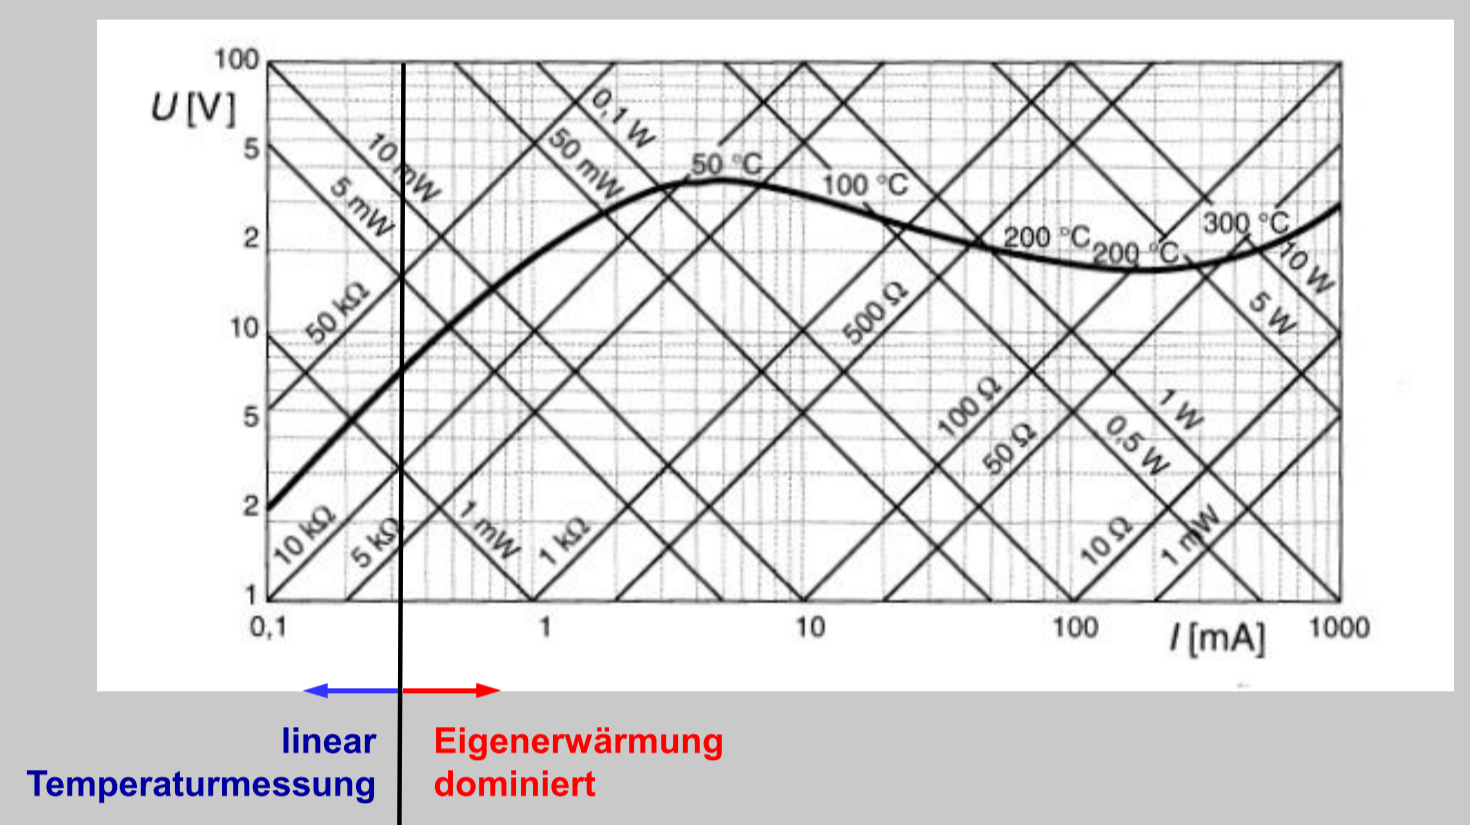 100
U [V]
5
2
10
5
2
1
0,1
1
10
100
1000
I [mA]
10 mW
5 mW
50 kΩ
10 kΩ
5 kΩ
1 mW
1 kΩ
0,1 W
50 mW
50 °C
100 °C
200 °C
200 °C
300 °C
10 W
5 W
500 Ω
100 Ω
50 Ω
1 W
0,5 W
10 Ω
1 mW
linear
Temperaturmessung
Eigenerwärmung
dominiert